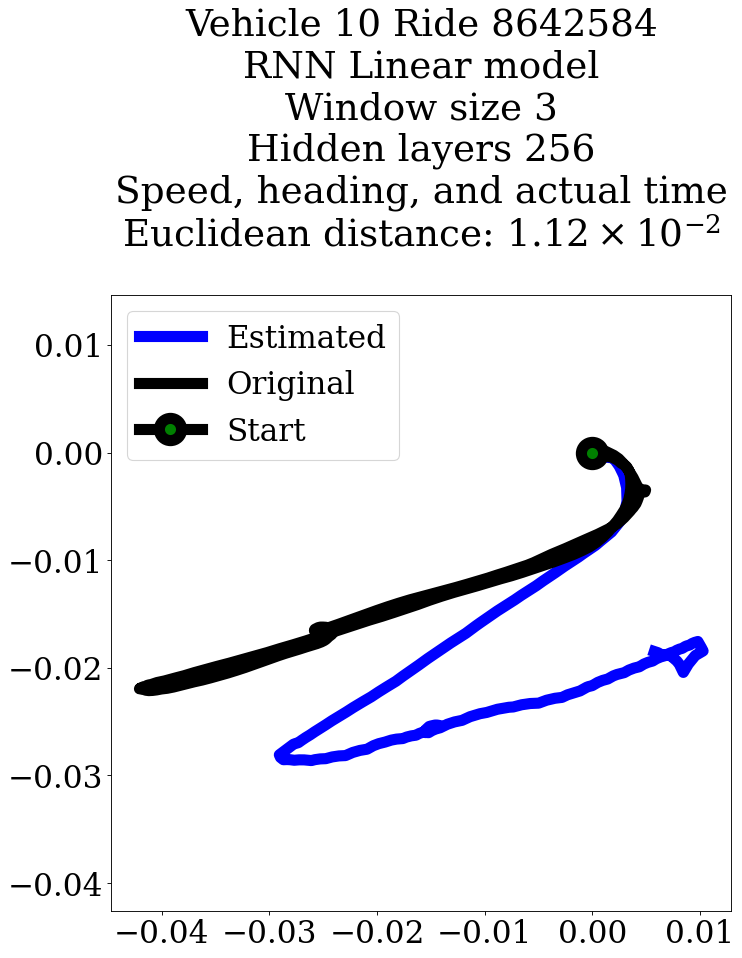 Vehicle 10 Ride 8642584
RNN Linear model
Window size 3
Hidden layers 256
Speed, heading, and actual time
Euclidean distance: 1.12 × 10⁻²
Estimated
Original
Start
0.01
0.00
−0.01
−0.02
−0.03
−0.04
−0.04 −0.03 −0.02 −0.01 0.00 0.01